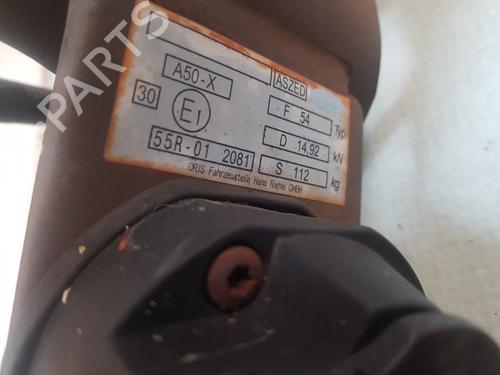 ASZED
A50-X
F 54 Typ
30 E1
D 14,92 kN
55R-01 2081
S 112 kg
ORIS Fahrzeugteile Hans Riehle GMBH
B PARTS